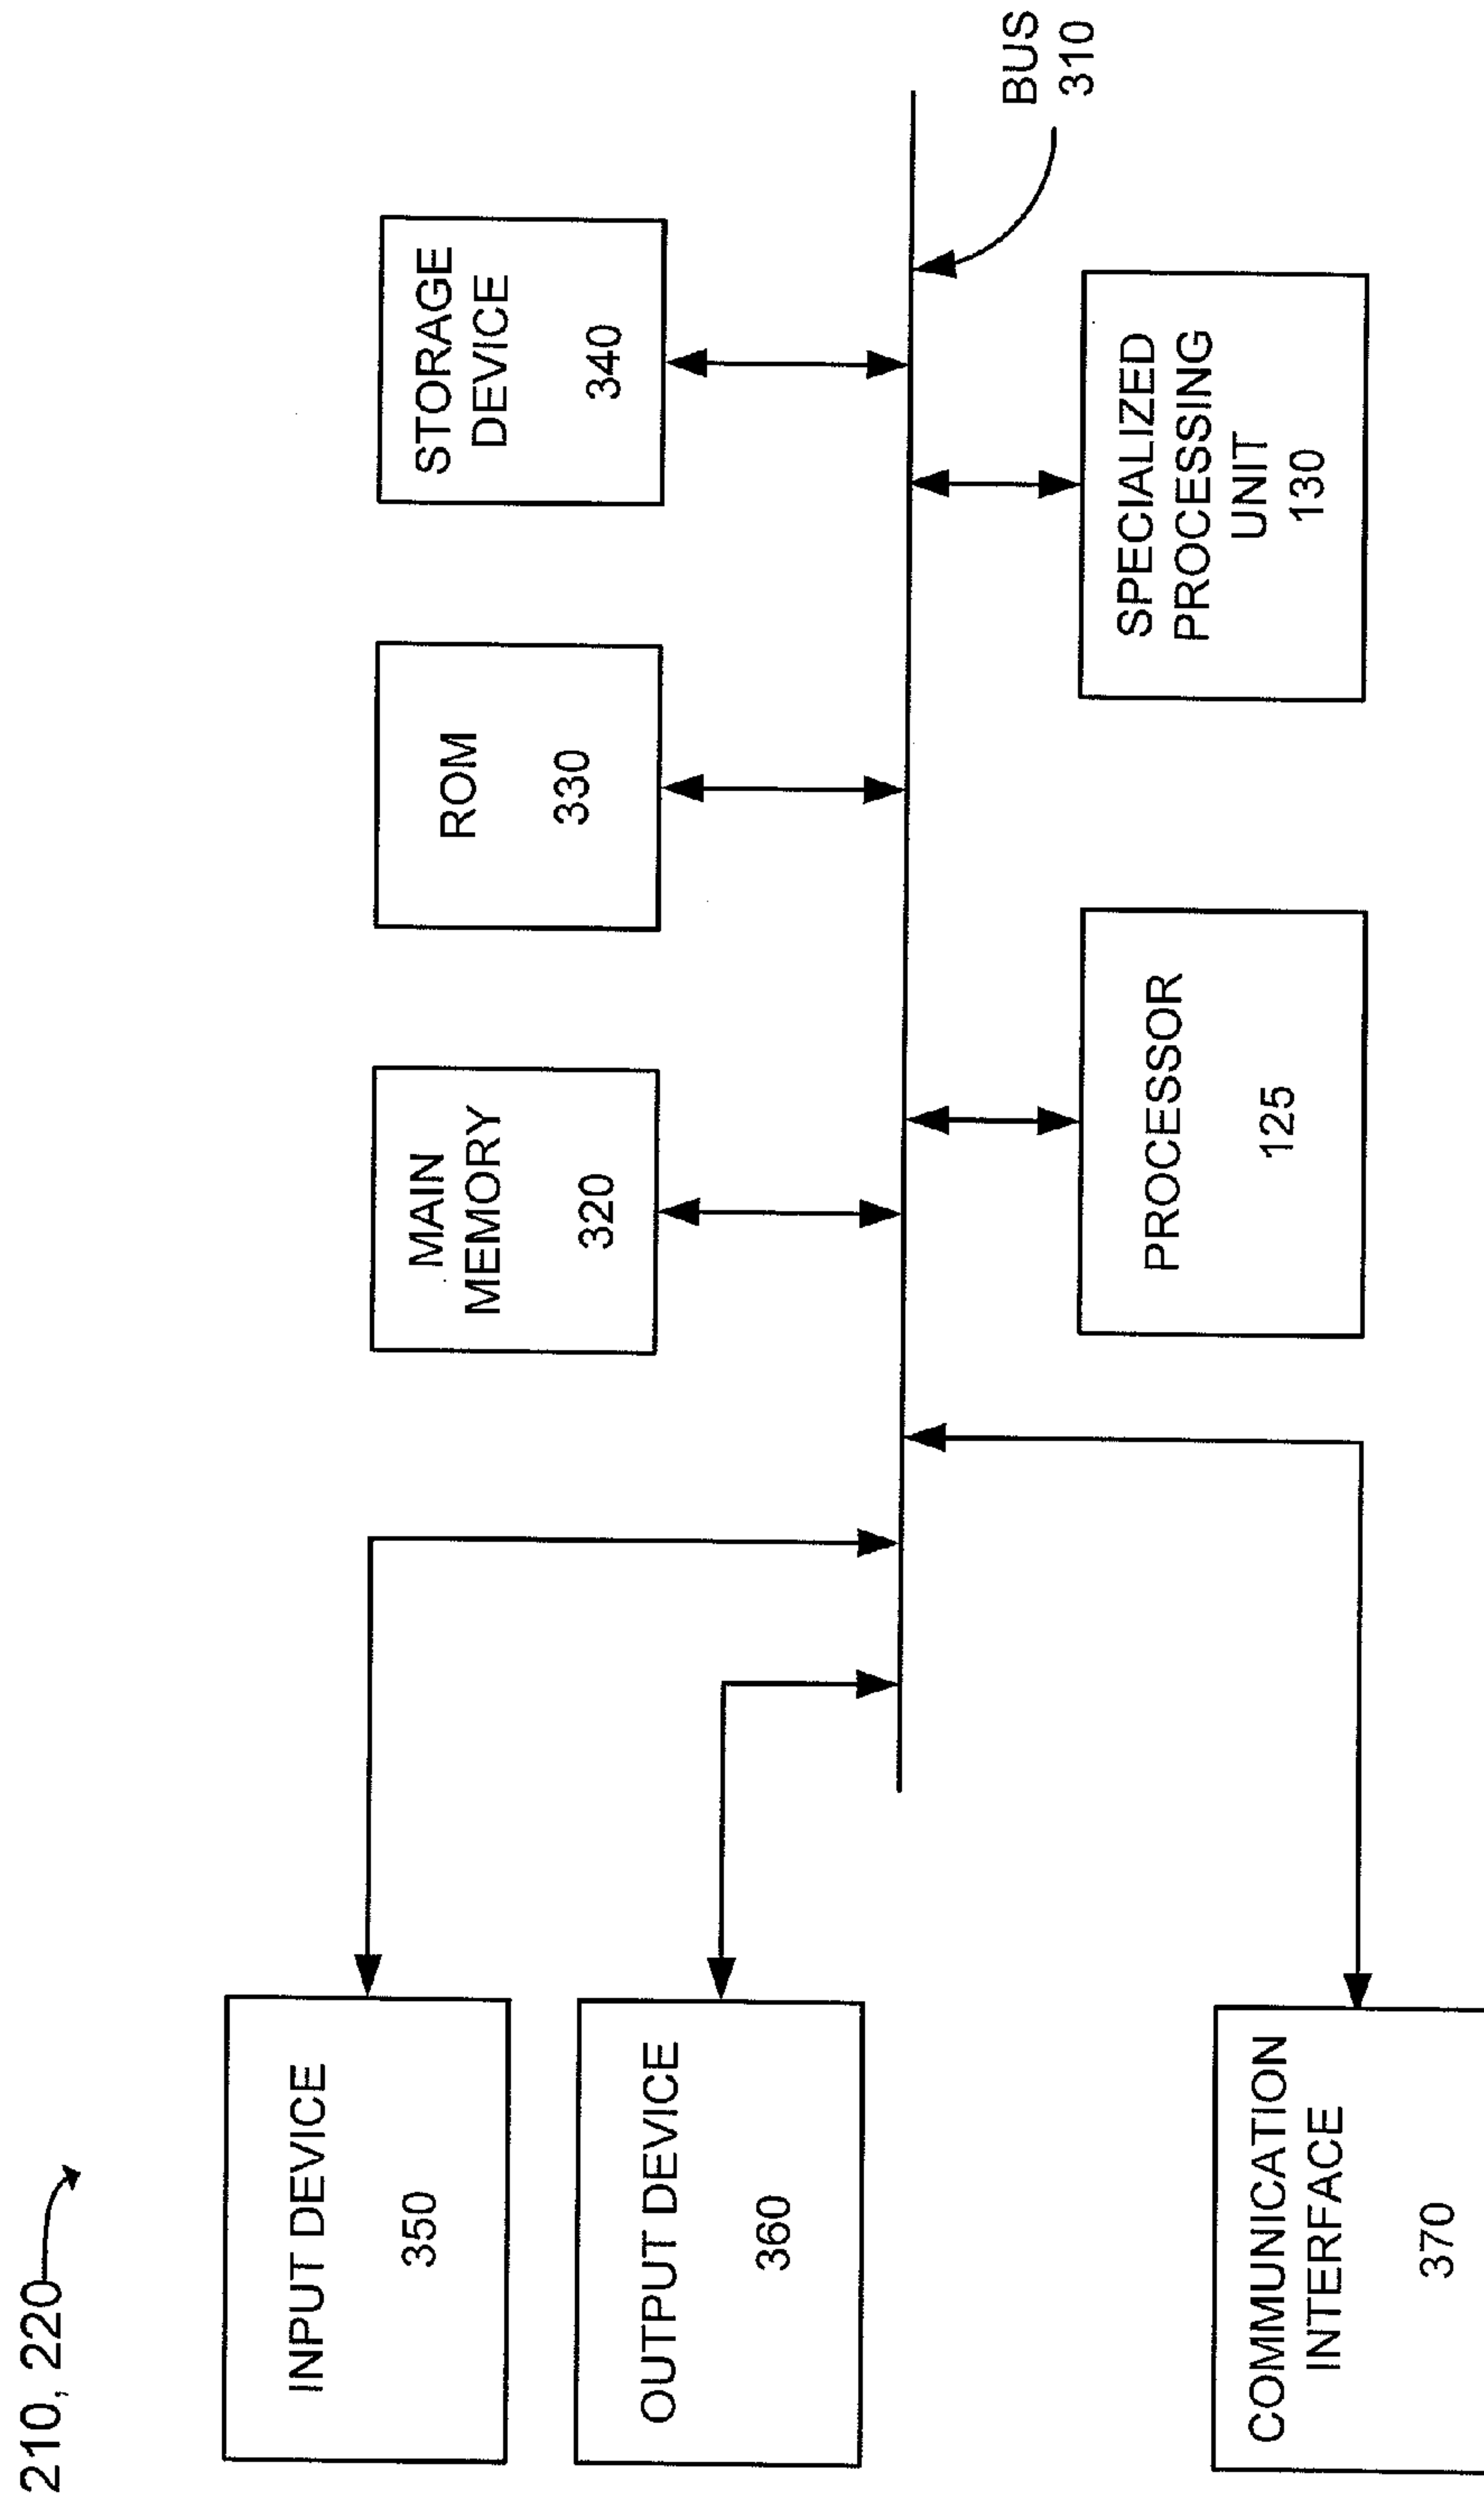 210, 220
INPUT DEVICE
350
OUTPUT DEVICE
360
COMMUNICATION
INTERFACE
370
MAIN
MEMORY
320
ROM
330
STORAGE
DEVICE
340
PROCESSOR
125
SPECIALIZED
PROCESSING
UNIT
130
BUS
310